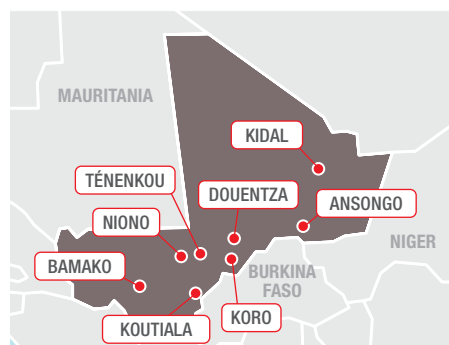 MAURITANIA
KIDAL
TÉNENKOU
DOUENTZA
ANSONGO
NIONO
NIGER
BAMAKO
BURKINA
FASO
KORO
KOUTIALA